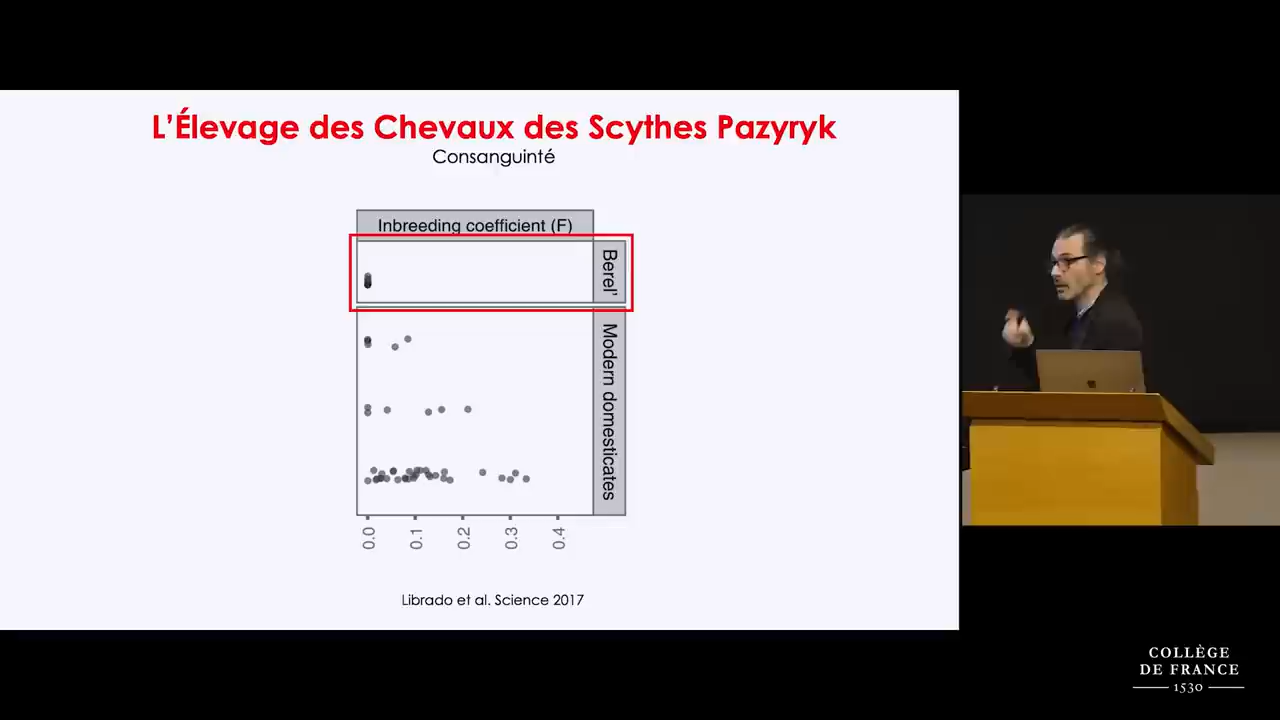 L'Élevage des Chevaux des Scythes Pazyryk
Consanguinté
Inbreeding coefficient (F)
Berel'
Modern domesticates
0.0
0.1
0.2
0.3
0.4
Librado et al. Science 2017
COLLÈGE
DE FRANCE
1530